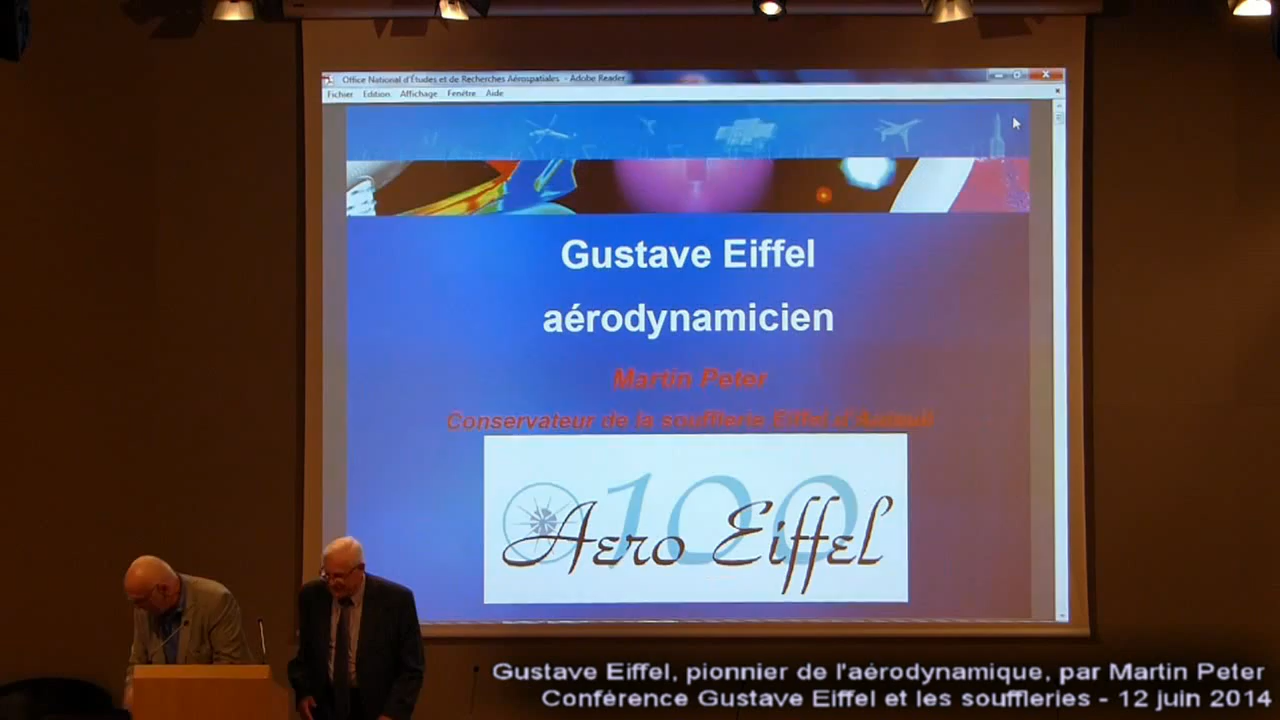 Office National d'Études et de Recherches Aérospatiales - Adobe Reader
Fichier Edition Affichage Fenêtre Aide
Gustave Eiffel
aérodynamicien
Martin Peter
Conservateur de la soufflerie Eiffel d'Auteuil
100
Aero Eiffel
Gustave Eiffel, pionnier de l'aérodynamique, par Martin Peter
Conférence Gustave Eiffel et les souffleries - 12 juin 2014